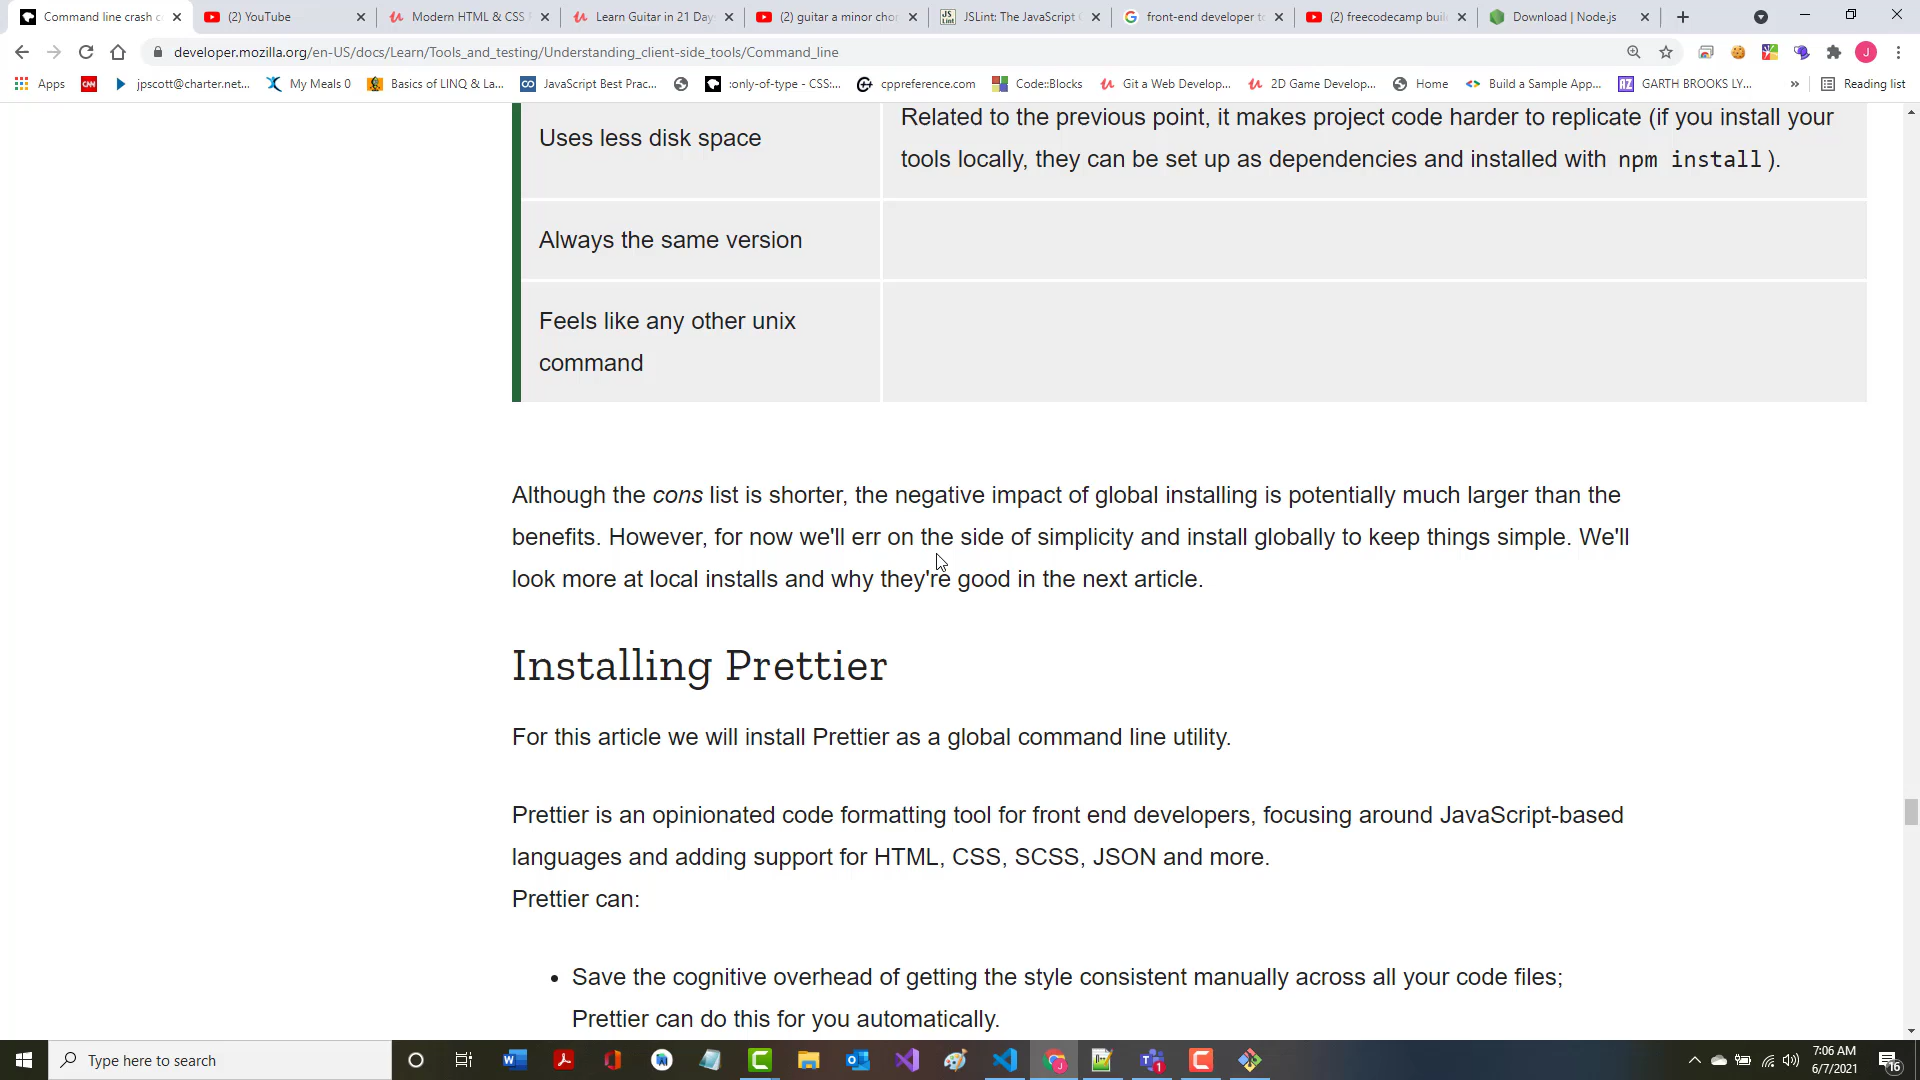 Command line crash c
(2) YouTube
Modern HTML & CSS F
Learn Guitar in 21 Day
(2) guitar a minor chor
JSLint: The JavaScript C
front-end developer t
(2) freecodecamp buil
Download | Node.js
developer.mozilla.org/en-US/docs/Learn/Tools_and_testing/Understanding_client-side_tools/Command_line
J
Apps
CNN
jpscott@charter.net...
My Meals 0
Basics of LINQ & La...
JavaScript Best Prac...
:only-of-type - CSS:...
cppreference.com
Code::Blocks
Git a Web Develop...
2D Game Develop...
Home
Build a Sample App...
AZ
GARTH BROOKS LY...
»
Reading list
Uses less disk space
Related to the previous point, it makes project code harder to replicate (if you install your
tools locally, they can be set up as dependencies and installed with npm install).
Always the same version
Feels like any other unix
command
Although the cons list is shorter, the negative impact of global installing is potentially much larger than the
benefits. However, for now we'll err on the side of simplicity and install globally to keep things simple. We'll
look more at local installs and why they're good in the next article.
Installing Prettier
For this article we will install Prettier as a global command line utility.
Prettier is an opinionated code formatting tool for front end developers, focusing around JavaScript-based
languages and adding support for HTML, CSS, SCSS, JSON and more.
Prettier can:
• Save the cognitive overhead of getting the style consistent manually across all your code files;
Prettier can do this for you automatically.
Type here to search
7:06 AM
6/7/2021
16